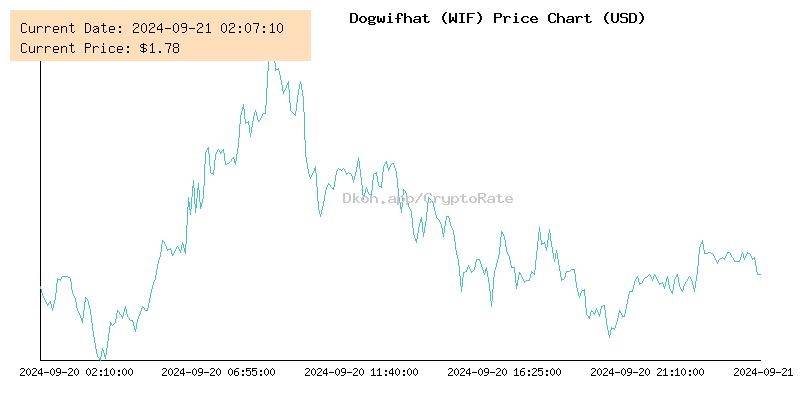 Dogwifhat (WIF) Price Chart (USD)
Current Date: 2024-09-21 02:07:10
Current Price: $1.78
Dkoh.app/CryptoRate
2024-09-20 02:10:00 2024-09-20 06:55:00 2024-09-20 11:40:00 2024-09-20 16:25:00 2024-09-20 21:10:00 2024-09-21